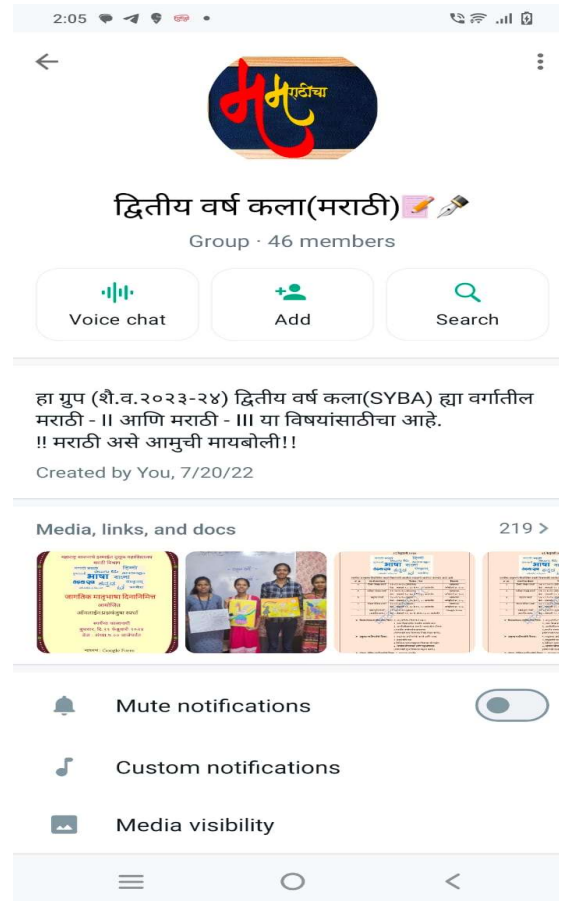 2:05
म मराठीचा
द्वितीय वर्ष कला(मराठी)📝🖋️
Group · 46 members
Voice chat
Add
Search
हा ग्रुप (शै.व.२०२३-२४) द्वितीय वर्ष कला(SYBA) ह्या वर्गातील
मराठी - II आणि मराठी - III या विषयांसाठीचा आहे.
!! मराठी असे आमुची मायबोली!!
Created by You, 7/20/22
Media, links, and docs
219 >
भाषा
जागतिक मातृभाषा दिनानिमित्त
आयोजित
Mute notifications
Custom notifications
Media visibility